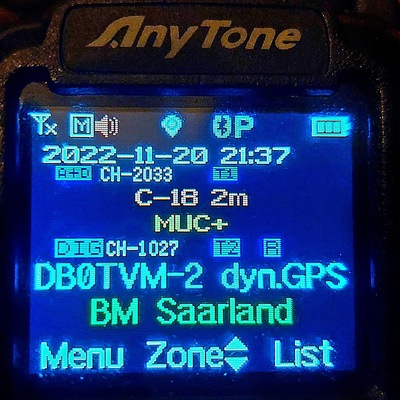 AnyTone
Tx M P
2022-11-20 21:37
A+D CH-2033 T1
C-18 2m
MUC+
DIG CH-1027 T2 R
DB0TVM-2 dyn.GPS
BM Saarland
Menu Zone List